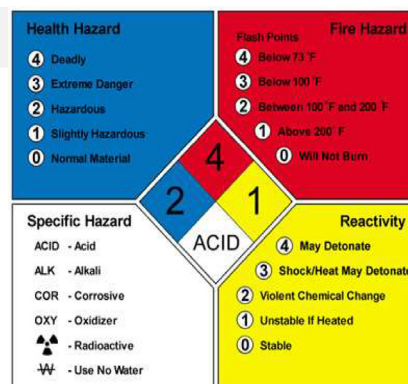 Health Hazard
4 Deadly
3 Extreme Danger
2 Hazardous
1 Slightly Hazardous
0 Normal Material
Fire Hazard
Flash Points
4 Below 73 °F
3 Below 100 °F
2 Between 100 °F and 200 °F
1 Above 200° F
0 Will Not Burn
4
2
1
ACID
Specific Hazard
ACID - Acid
ALK - Alkali
COR - Corrosive
OXY - Oxidizer
- Radioactive
W - Use No Water
Reactivity
4 May Detonate
3 Shock/Heat May Detonate
2 Violent Chemical Change
1 Unstable If Heated
0 Stable